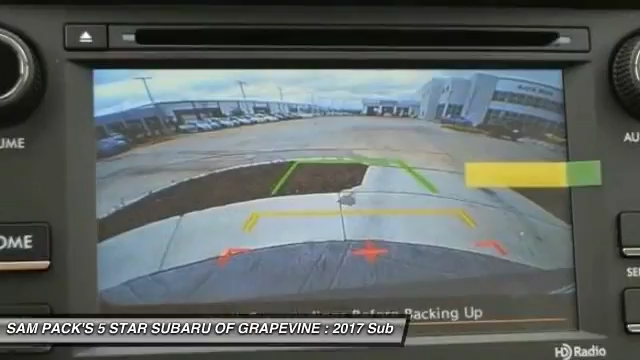 UME
AU
OME
SE
Before Backing Up
SAM PACK'S 5 STAR SUBARU OF GRAPEVINE : 2017 Sub
HD Radio